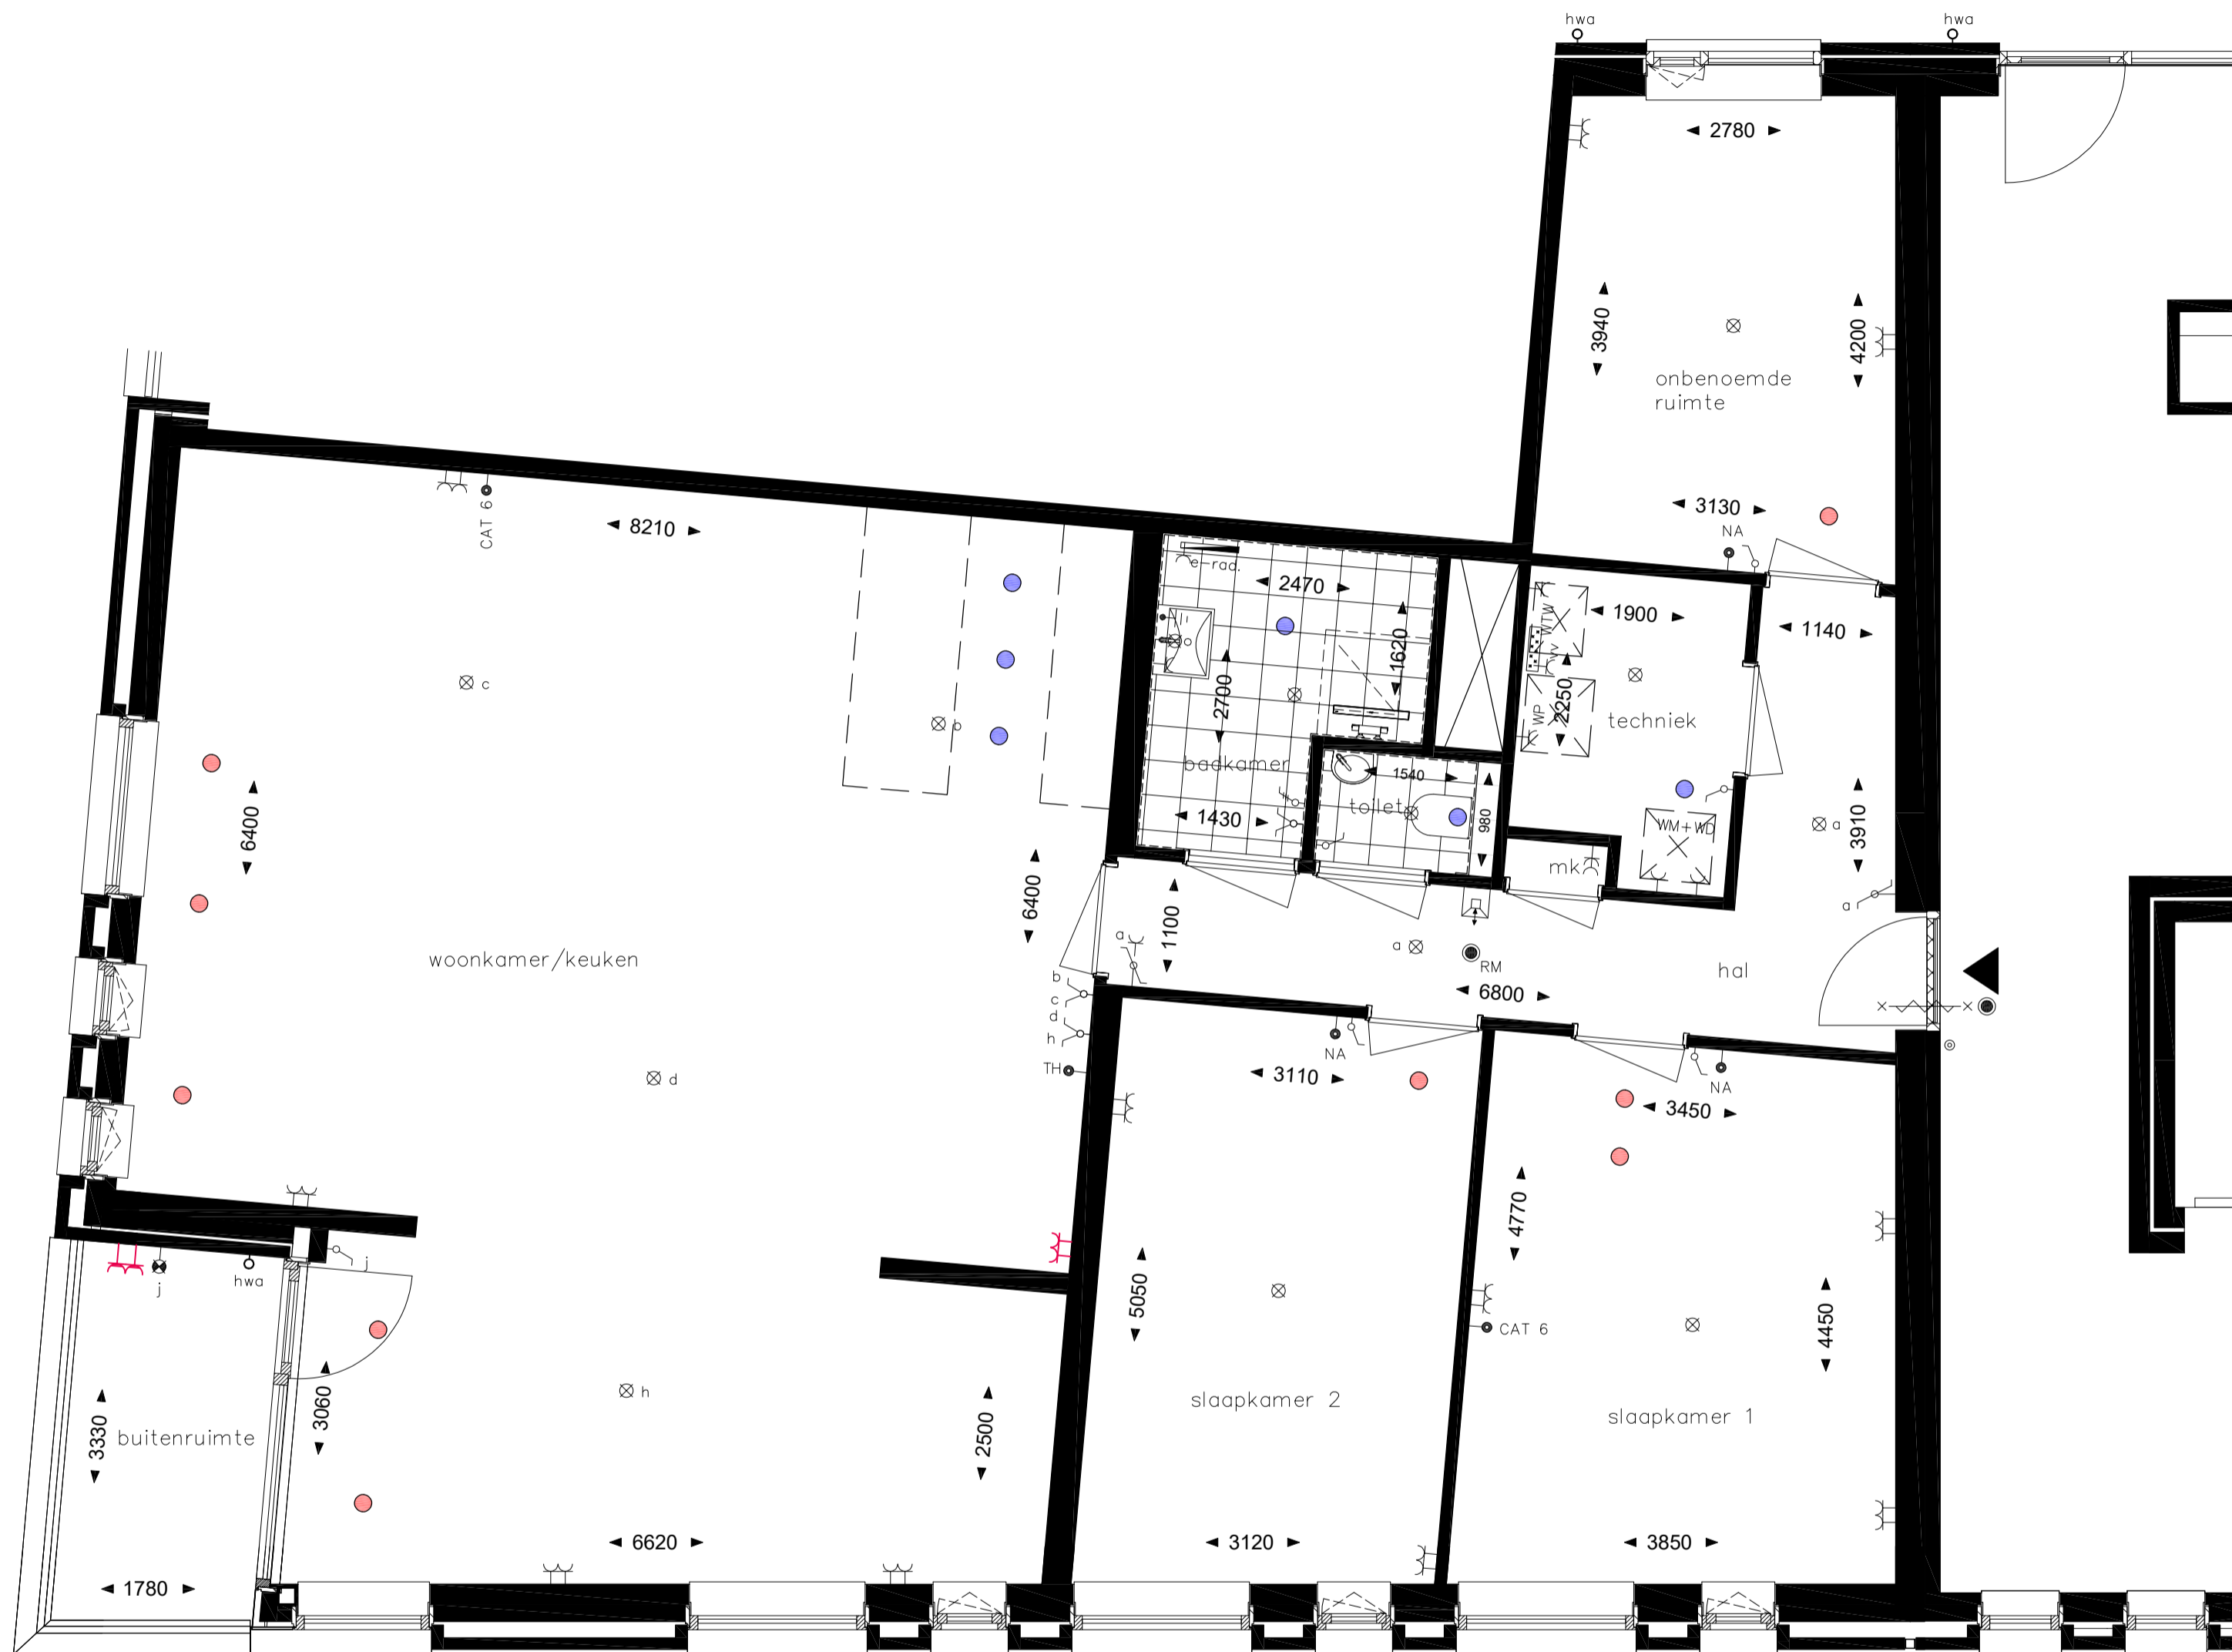 hwa
hwa
2780
3940
4200
onbenoemde
ruimte
3130
NA
CAT 6
8210
e-rad.
2470
1620
2700
WTW
VV
1900
1140
2250
WP
techniek
c
b
badkamer
1540
toilet
980
1430
WM+WD
mk
a
3910
a
6400
6400
woonkamer/keuken
1100
a
a
RM
hal
6800
b
c
d
h
TH
d
NA
NA
3110
3450
4770
5050
4450
j
hwa
j
CAT 6
h
3060
3330
buitenruimte
2500
slaapkamer 2
slaapkamer 1
6620
3120
3850
1780